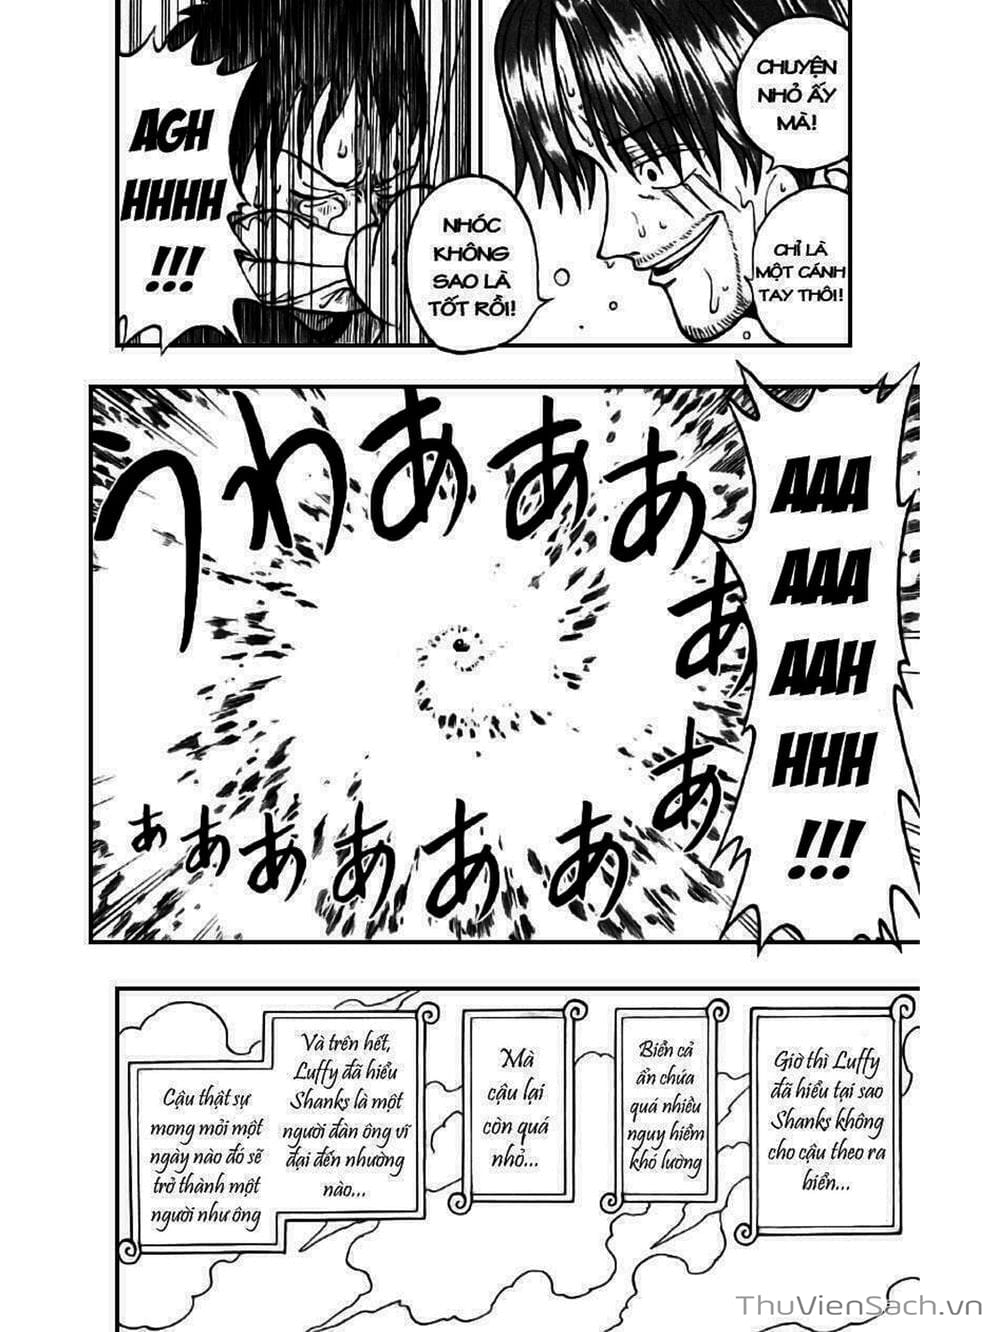 CHUYỆN
NHỎ ẤY
MÀ!
CHỈ LÀ
MỘT CÁNH
TAY THÔI!
NHÓC
KHÔNG
SAO LÀ
TỐT RỒI!
AGH
HHHH
!!!
AAA
AAA
AAH
HHH
!!!
うわあああああああああああ
Giờ thì Luffy
đã hiểu tại sao
Shanks không
cho cậu theo ra
biển...
Biển cả
ẩn chứa
quá nhiều
nguy hiểm
khó lường
Mà
cậu lại
còn quá
nhỏ...
Và trên hết,
Luffy đã hiểu
Shanks là một
người đàn ông vĩ
đại đến nhường
nào...
Cậu thật sự
mong mỏi một
ngày nào đó sẽ
trở thành một
người như ông
ThuVienSach.vn